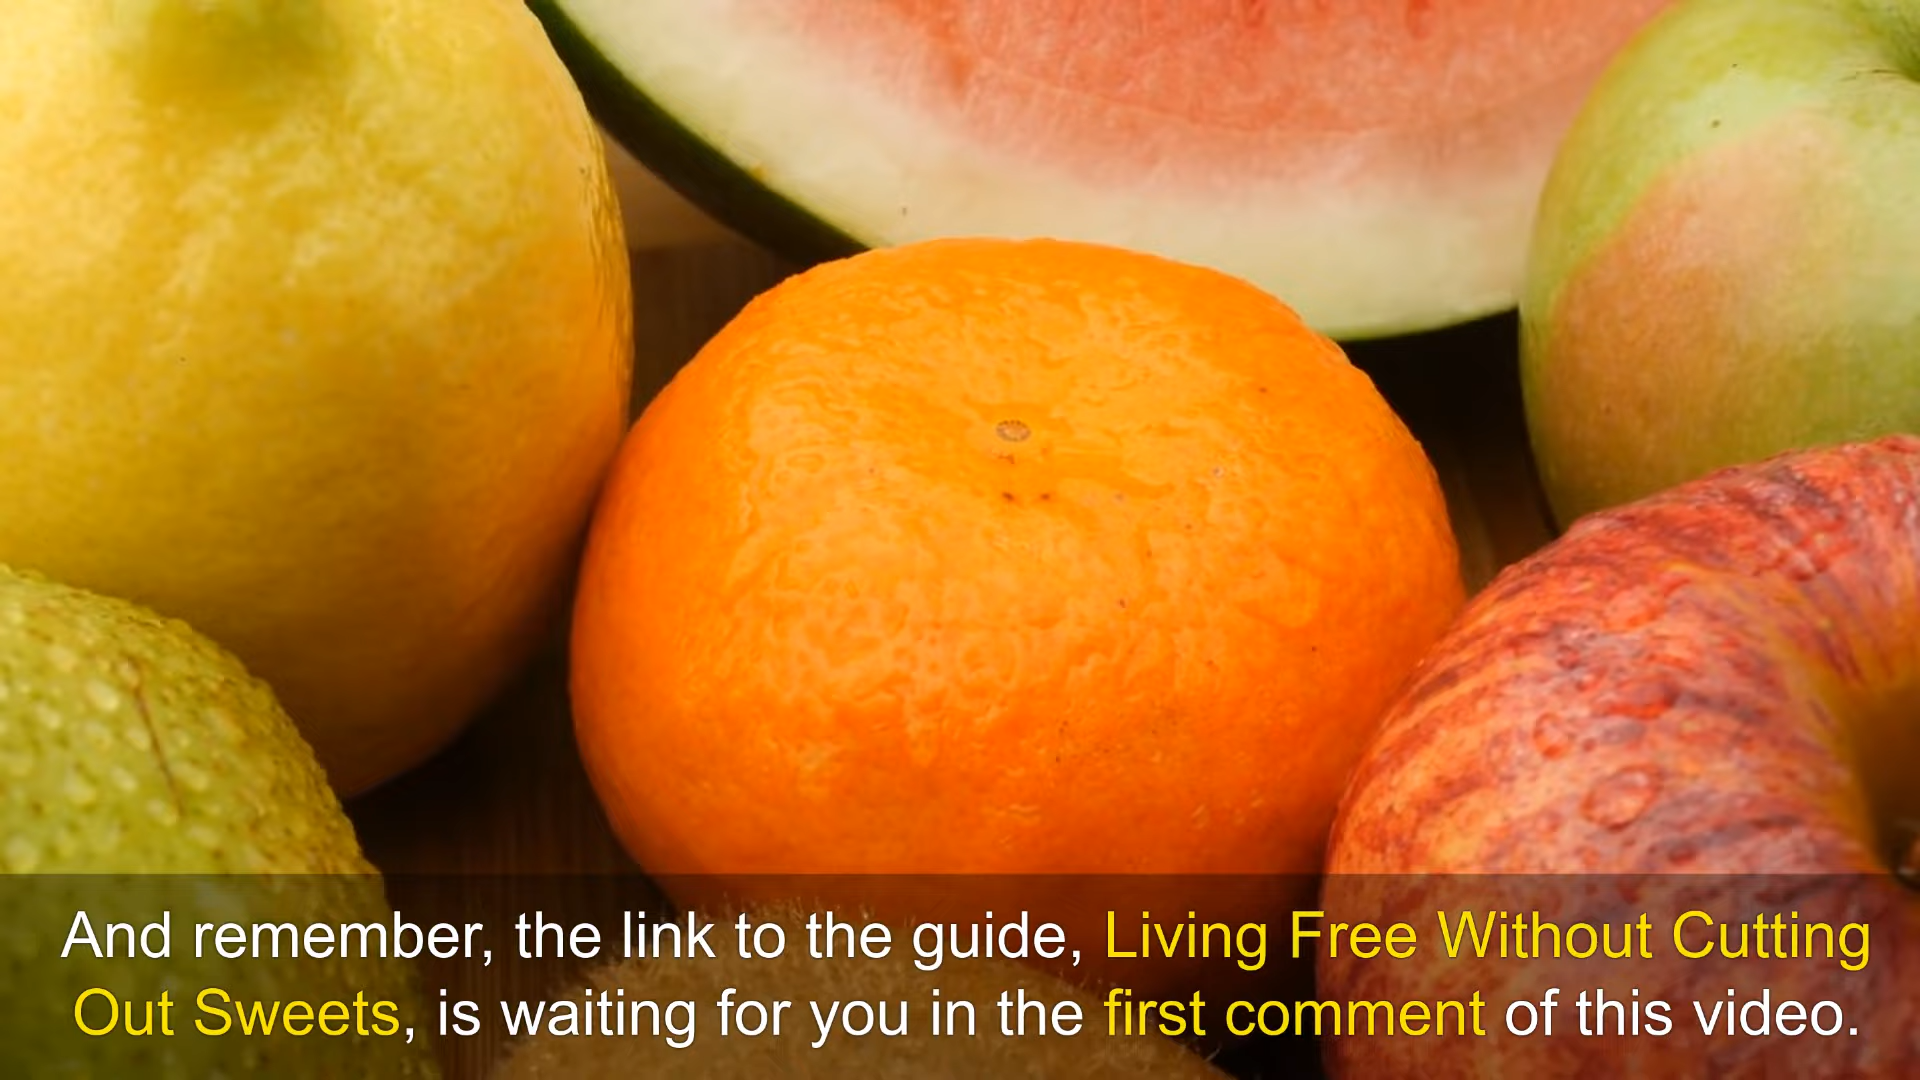 And remember, the link to the guide, Living Free Without Cutting
Out Sweets, is waiting for you in the first comment of this video.